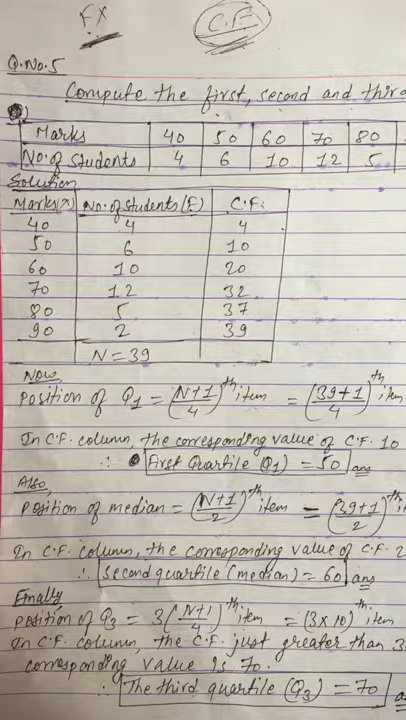 FX C.F.
Q.No.5
Compute the first, second and third
Marks 40 50 60 70 80
No. of students 4 6 10 12 5
Solution
Marks(x) No. of students (F) C.F.
40 4 4
50 6 10
60 10 20
70 12 32
80 5 37
90 2 39
N = 39
Now,
Position of Q1 = (N+1/4)th item = (39+1/4)th item
In C.F. column, the corresponding value of C.F. 10
∴ First Quartile (Q1) = 50 ans
Also,
Position of median = (N+1/2)th item = (39+1/2)th
In C.F. column, the corresponding value of C.F. 2
∴ Second quartile (median) = 60 ans
Finally
Position of Q3 = 3(N+1/4)th item = (3×10)th item
In C.F. column, the C.F. just greater than 3
corresponding value is 70.
∴ The third quartile (Q3) = 70